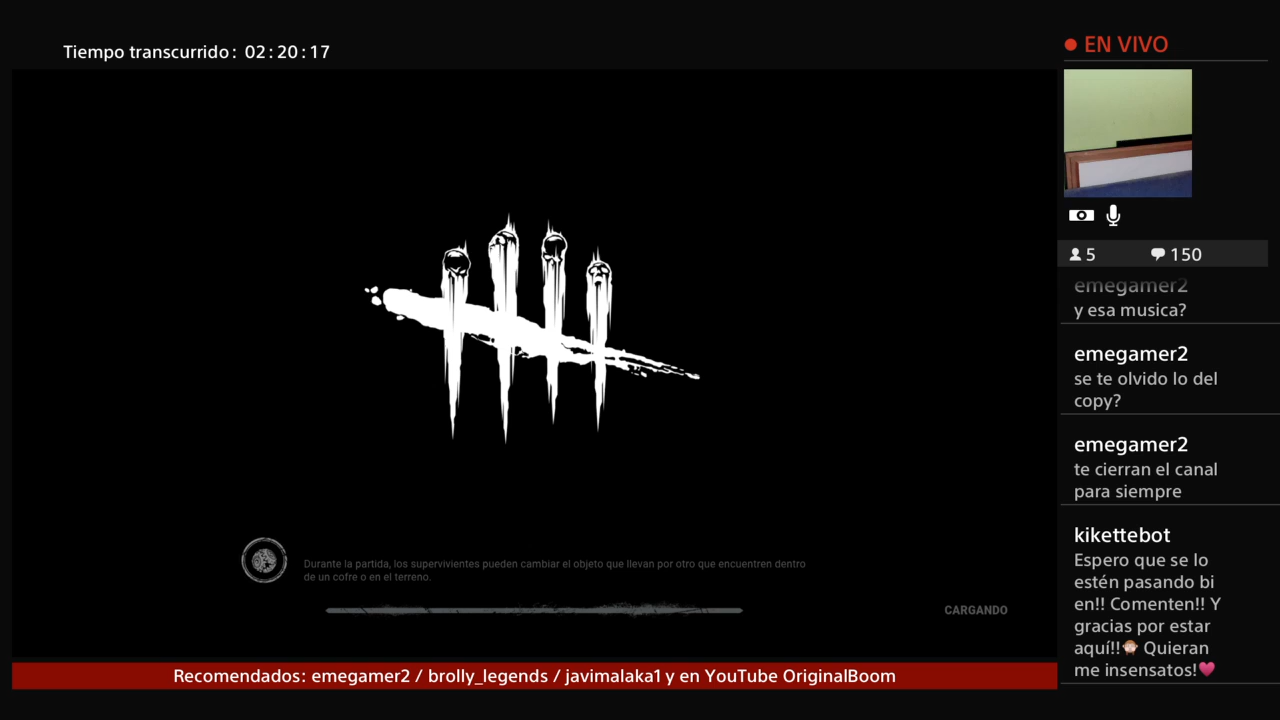 Tiempo transcurrido: 02:20:17
EN VIVO
5 150
emegamer2
y esa musica?
emegamer2
se te olvido lo del
copy?
emegamer2
te cierran el canal
para siempre
kikettebot
Espero que se lo
estén pasando bi
en!! Comenten!! Y
gracias por estar
aquí!!🙊 Quieran
me insensatos!💗
Durante la partida, los supervivientes pueden cambiar el objeto que llevan por otro que encuentren dentro
de un cofre o en el terreno.
CARGANDO
Recomendados: emegamer2 / brolly_legends / javimalaka1 y en YouTube OriginalBoom